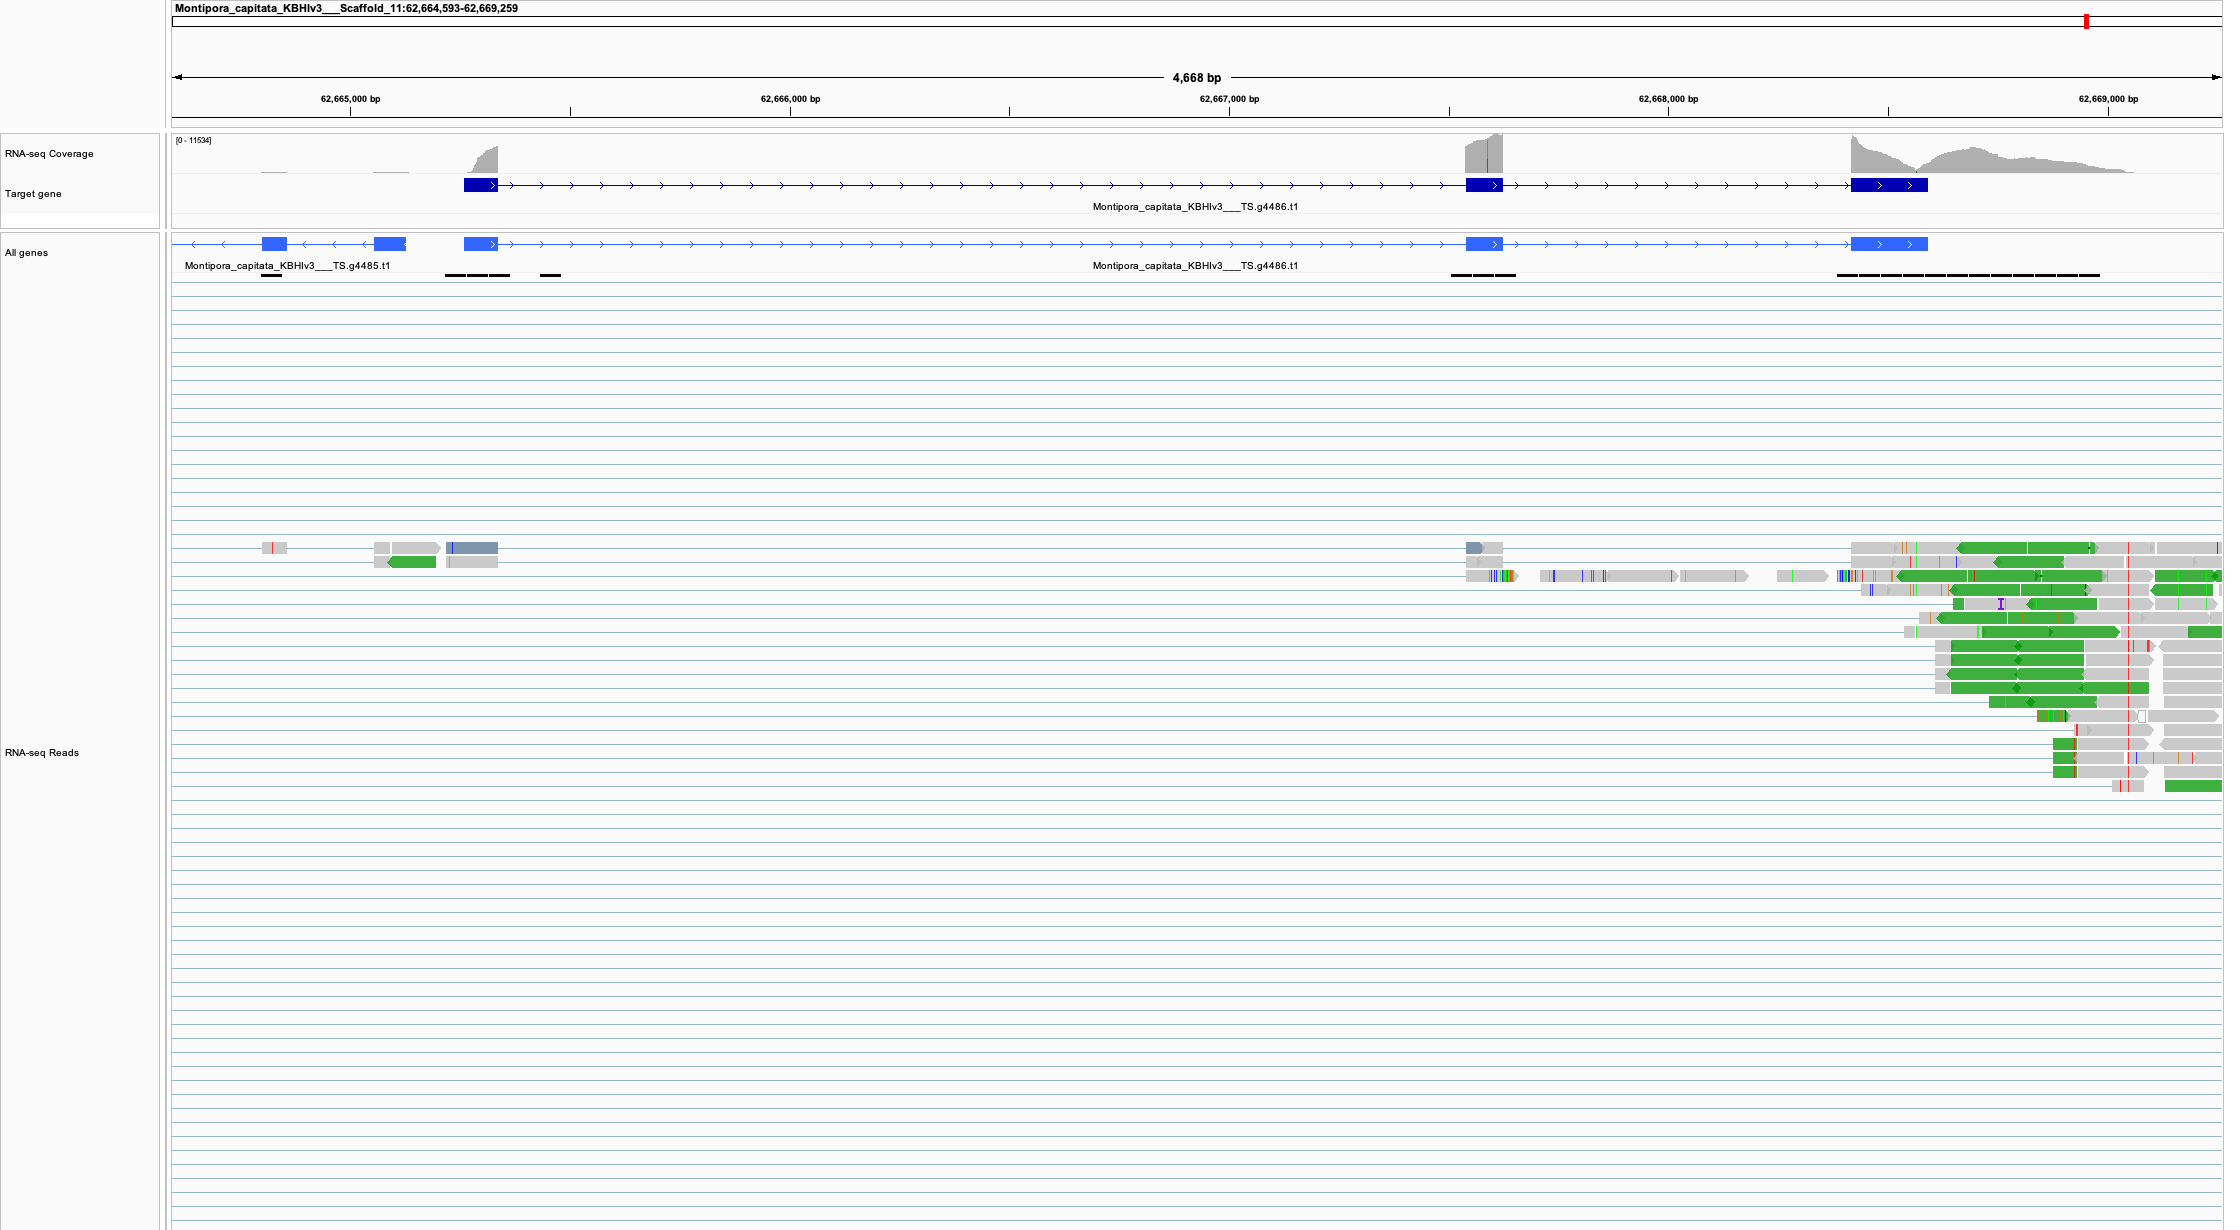 Montipora_capitata_KBHIv3___Scaffold_11:62,664,593-62,669,259
4,668 bp
62,665,000 bp 62,666,000 bp 62,667,000 bp 62,668,000 bp 62,669,000 bp
[0 - 11534]
RNA-seq Coverage
Target gene
Montipora_capitata_KBHIv3___TS.g4486.t1
All genes
Montipora_capitata_KBHIv3___TS.g4485.t1 Montipora_capitata_KBHIv3___TS.g4486.t1
RNA-seq Reads